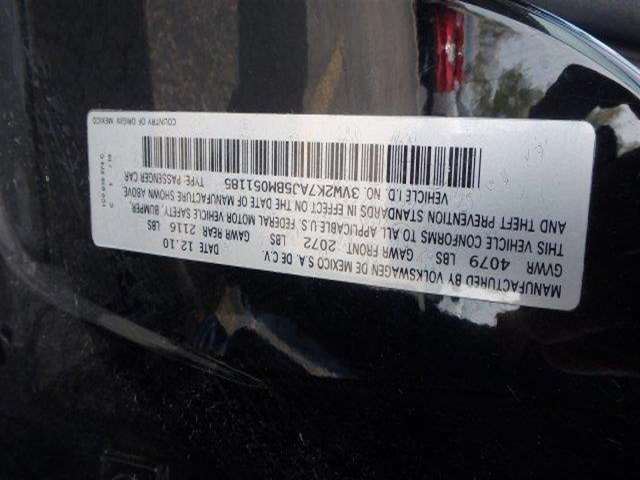 MANUFACTURED BY VOLKSWAGEN DE MEXICO S.A. DE C.V. DATE 12.10
GVWR 4079 LBS GAWR FRONT 2072 LBS GAWR REAR 2116 LBS
THIS VEHICLE CONFORMS TO ALL APPLICABLE U.S. FEDERAL MOTOR VEHICLE SAFETY, BUMPER,
AND THEFT PREVENTION STANDARDS IN EFFECT ON THE DATE OF MANUFACTURE SHOWN ABOVE
VEHICLE I.D. NO. 3VW2K7AJ5BM051185 TYPE: PASSENGER CAR
COUNTRY OF ORIGIN: MEXICO